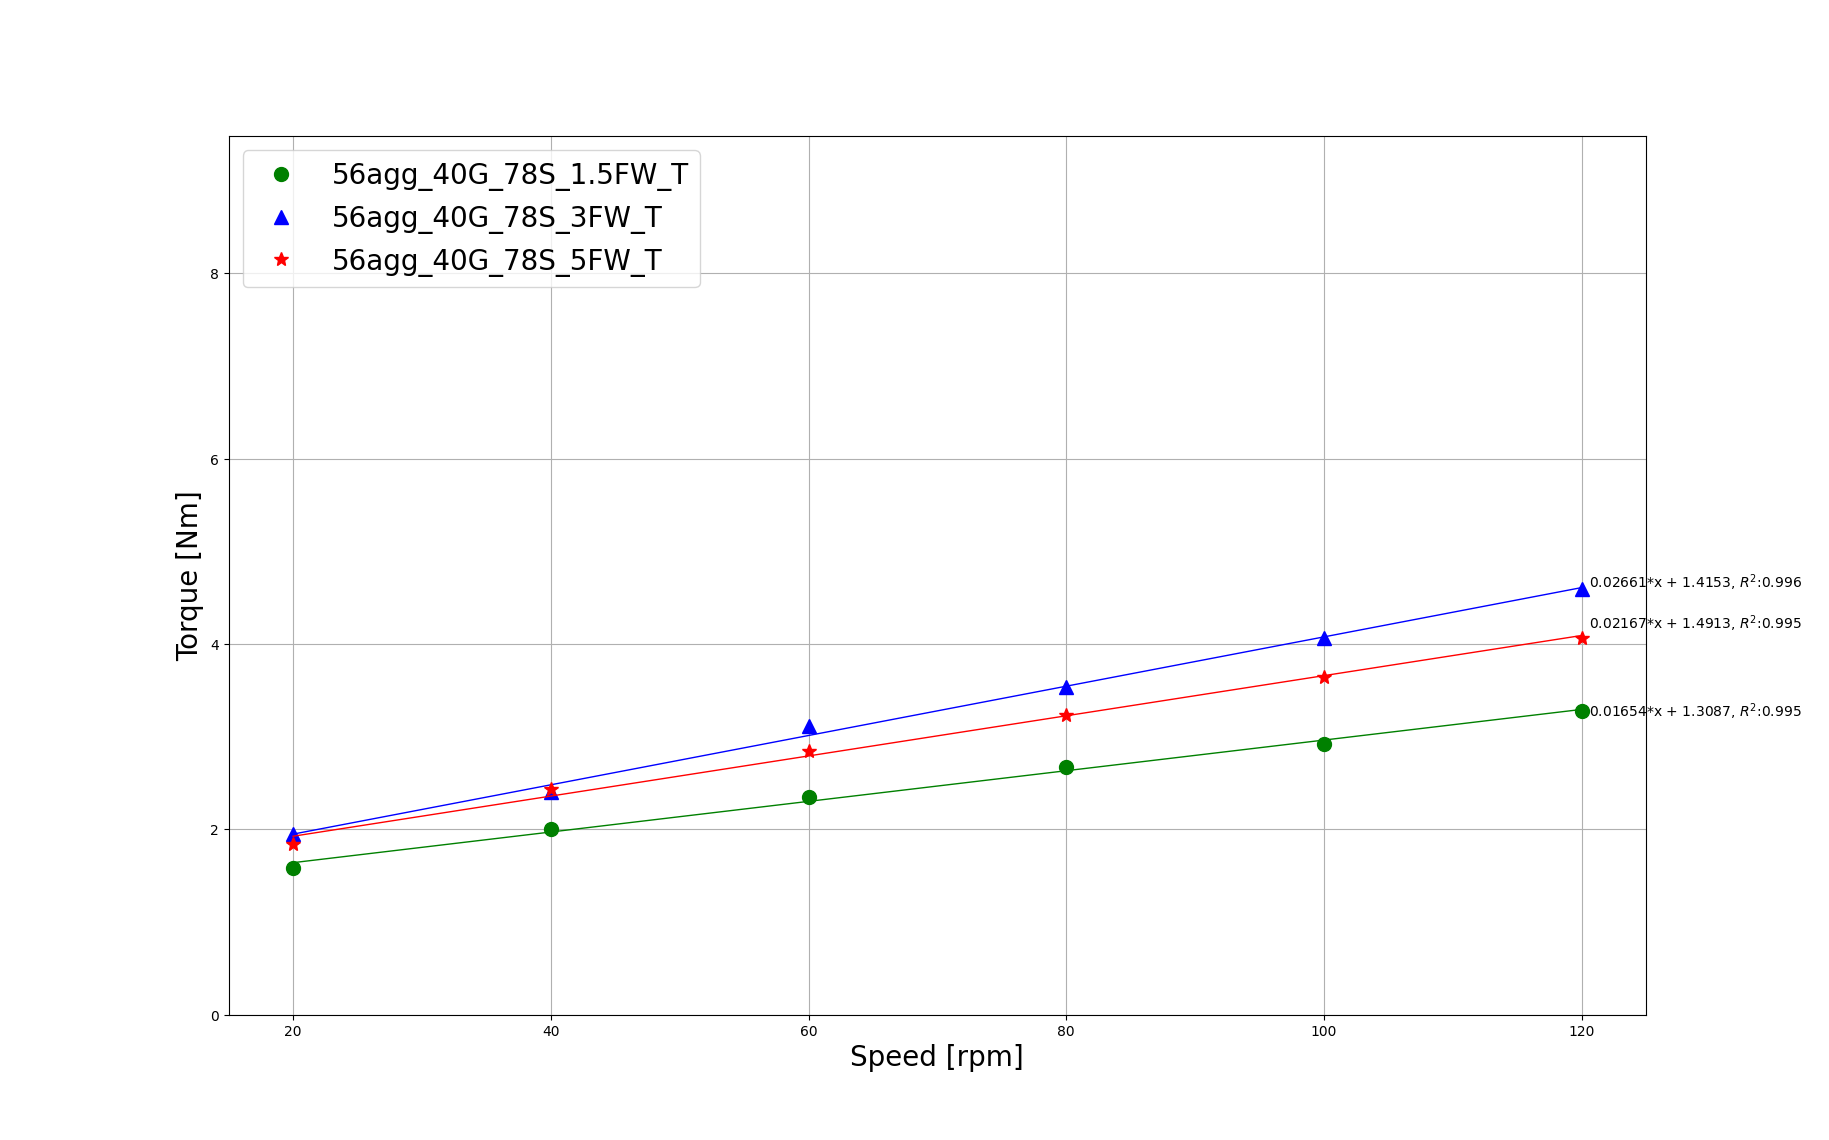 56agg_40G_78S_1.5FW_T
56agg_40G_78S_3FW_T
56agg_40G_78S_5FW_T
8
6
4
2
0
Torque [Nm]
0.02661*x + 1.4153, R²:0.996
0.02167*x + 1.4913, R²:0.995
0.01654*x + 1.3087, R²:0.995
20 40 60 80 100 120
Speed [rpm]